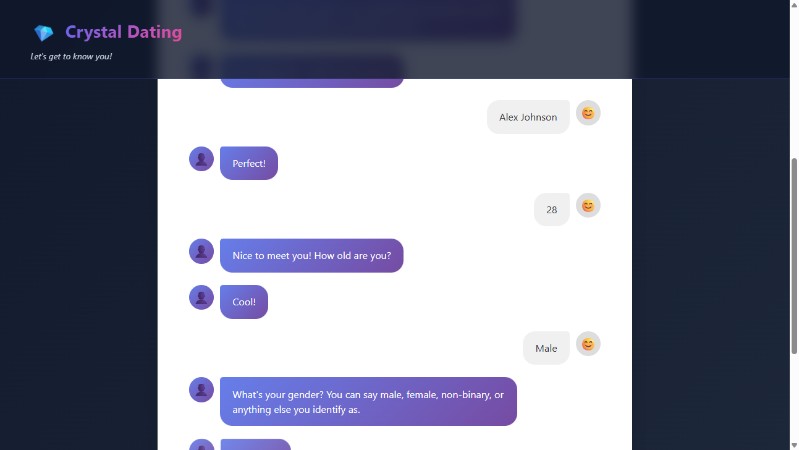 Crystal Dating
Let's get to know you!
Alex Johnson
Perfect!
28
Nice to meet you! How old are you?
Cool!
Male
What's your gender? You can say male, female, non-binary, or
anything else you identify as.